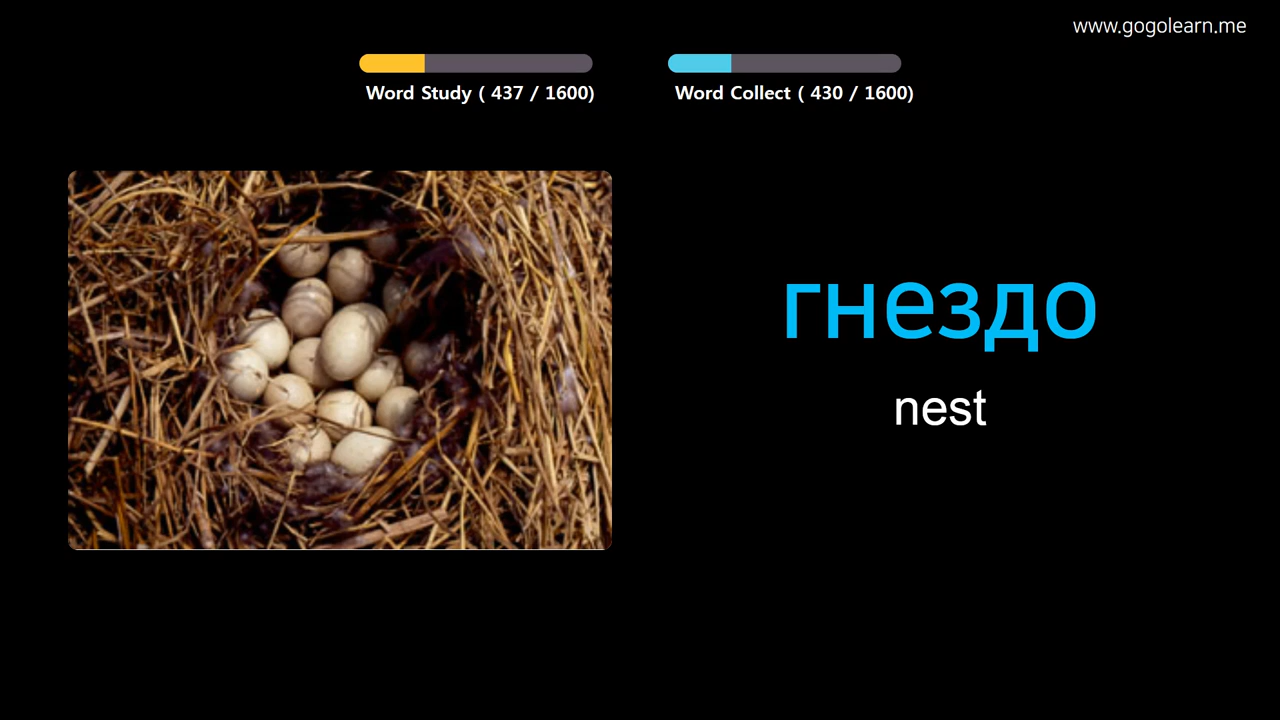 www.gogolearn.me
Word Study ( 437 / 1600)
Word Collect ( 430 / 1600)
гнездо
nest